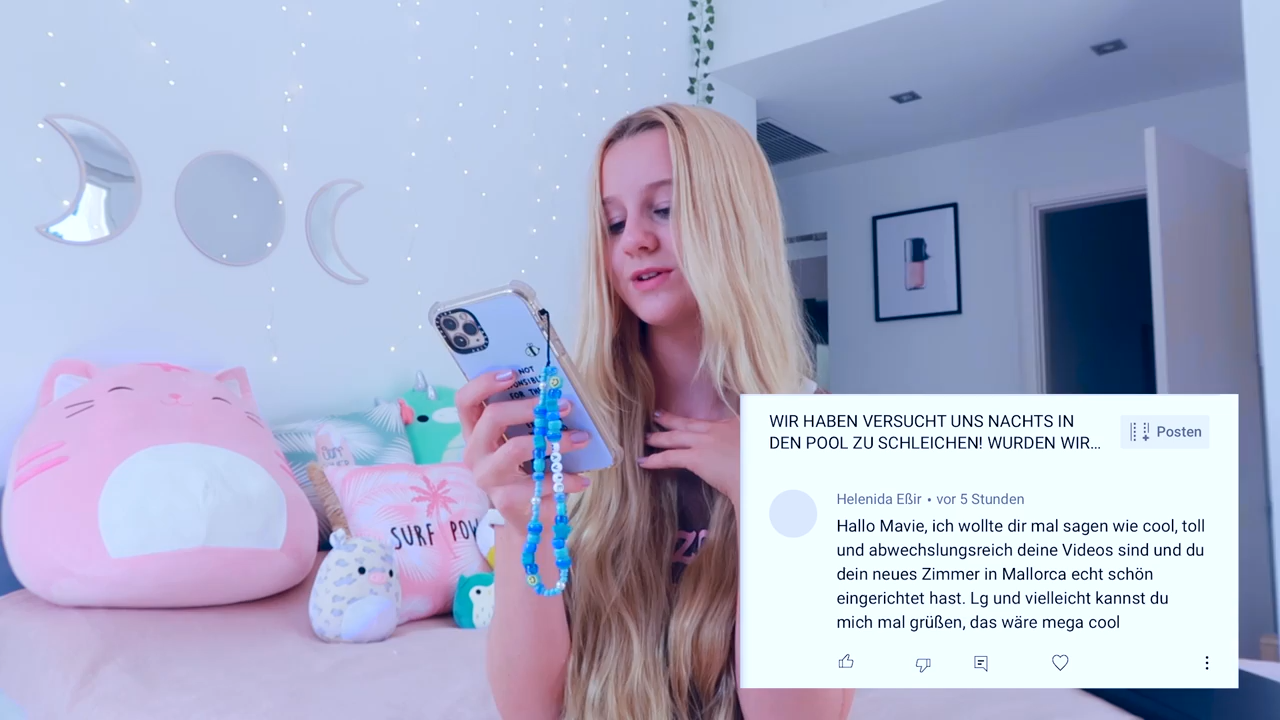 NOT
FOR THE
SURF POW
WIR HABEN VERSUCHT UNS NACHTS IN
DEN POOL ZU SCHLEICHEN! WURDEN WIR...
Posten
Helenida Eßir • vor 5 Stunden
Hallo Mavie, ich wollte dir mal sagen wie cool, toll
und abwechslungsreich deine Videos sind und du
dein neues Zimmer in Mallorca echt schön
eingerichtet hast. Lg und vielleicht kannst du
mich mal grüßen, das wäre mega cool